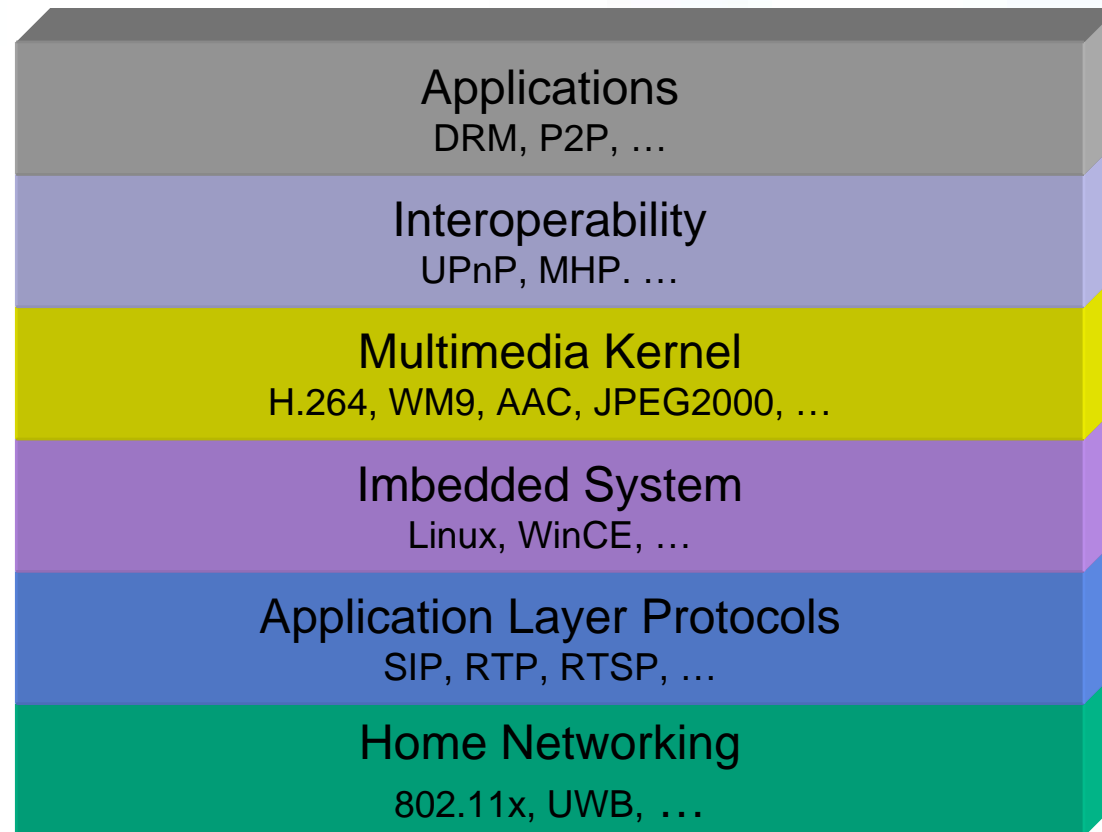 Applications
DRM, P2P, …
Interoperability
UPnP, MHP. …
Multimedia Kernel
H.264, WM9, AAC, JPEG2000, …
Imbedded System
Linux, WinCE, …
Application Layer Protocols
SIP, RTP, RTSP, …
Home Networking
802.11x, UWB, …